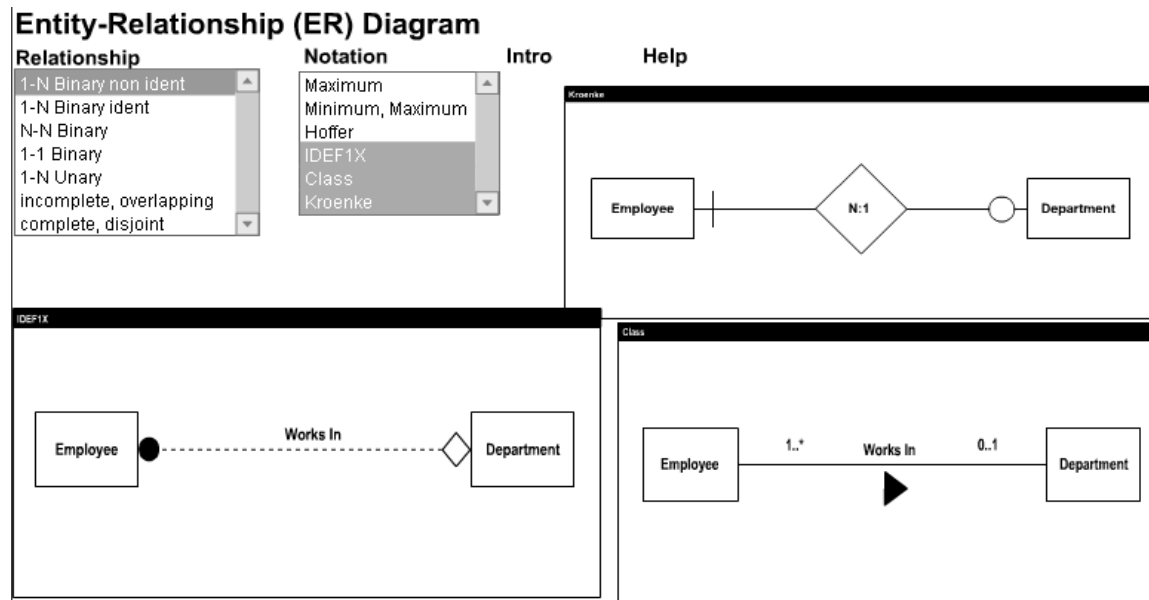 Entity-Relationship (ER) Diagram
Relationship
Notation
Intro
Help
1-N Binary non ident
1-N Binary ident
N-N Binary
1-1 Binary
1-N Unary
incomplete, overlapping
complete, disjoint
Maximum
Minimum, Maximum
Hoffer
IDEF1X
Class
Kroenke
Kroenke
Employee
N:1
Department
IDEF1X
Employee
Works In
Department
Class
Employee
1..*
Works In
0..1
Department